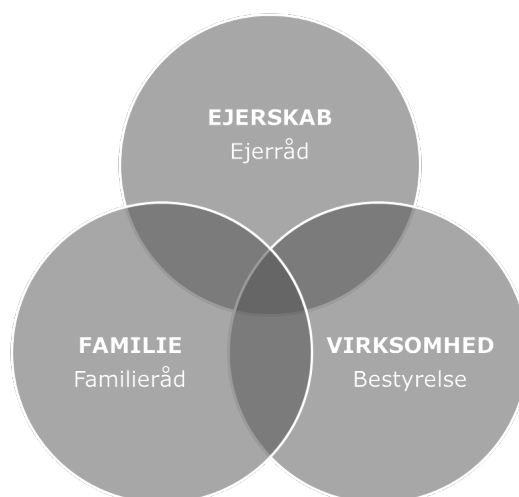 EJERSKAB
Ejerråd
FAMILIE
Familieråd
VIRKSOMHED
Bestyrelse